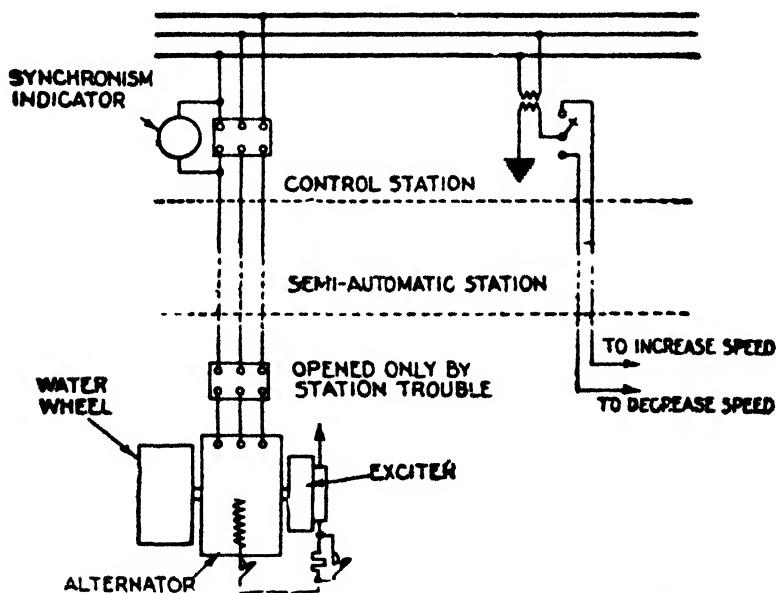 SYNCHRONISM
INDICATOR
CONTROL STATION
SEMI-AUTOMATIC STATION
OPENED ONLY BY
STATION TROUBLE
TO INCREASE SPEED
TO DECREASE SPEED
WATER
WHEEL
EXCITER
ALTERNATOR